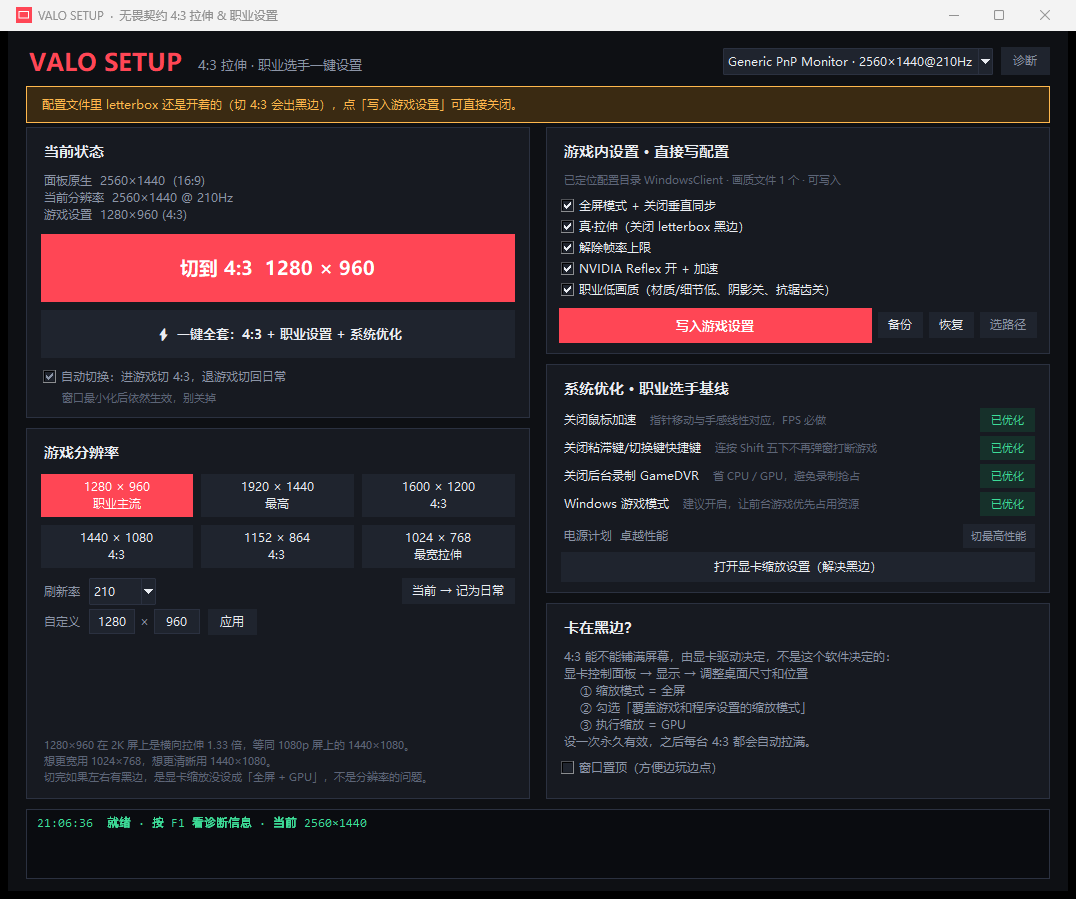 VALO SETUP · 无畏契约 4:3 拉伸 & 职业设置
VALO SETUP 4:3 拉伸 · 职业选手一键设置
Generic PnP Monitor · 2560×1440@210Hz
诊断
配置文件里 letterbox 还是开着的（切 4:3 会出黑边），点「写入游戏设置」可直接关闭。
当前状态
面板原生 2560×1440 (16:9)
当前分辨率 2560×1440 @ 210Hz
游戏设置 1280×960 (4:3)
切到 4:3 1280 × 960
一键全套：4:3 + 职业设置 + 系统优化
自动切换：进游戏切 4:3，退游戏切回日常
窗口最小化后依然生效，别关掉
游戏分辨率
1280 × 960
职业主流
1920 × 1440
最高
1600 × 1200
4:3
1440 × 1080
4:3
1152 × 864
4:3
1024 × 768
最宽拉伸
刷新率 210
当前 → 记为日常
自定义 1280 × 960 应用
1280×960 在 2K 屏上是横向拉伸 1.33 倍，等同 1080p 屏上的 1440×1080。
想更宽用 1024×768，想更清晰用 1440×1080。
切完如果左右有黑边，是显卡缩放没设成「全屏 + GPU」，不是分辨率的问题。
游戏内设置 · 直接写配置
已定位配置目录 WindowsClient · 画质文件 1 个 · 可写入
全屏模式 + 关闭垂直同步
真·拉伸（关闭 letterbox 黑边）
解除帧率上限
NVIDIA Reflex 开 + 加速
职业低画质（材质/细节低、阴影关、抗锯齿关）
写入游戏设置
备份
恢复
选路径
系统优化 · 职业选手基线
关闭鼠标加速 指针移动与手感线性对应，FPS 必做 已优化
关闭粘滞键/切换键快捷键 连按 Shift 五下不再弹窗打断游戏 已优化
关闭后台录制 GameDVR 省 CPU / GPU，避免录制抢占 已优化
Windows 游戏模式 建议开启，让前台游戏优先占用资源 已优化
电源计划 卓越性能 切最高性能
打开显卡缩放设置（解决黑边）
卡在黑边？
4:3 能不能铺满屏幕，由显卡驱动决定，不是这个软件决定的：
显卡控制面板 → 显示 → 调整桌面尺寸和位置
① 缩放模式 = 全屏
② 勾选「覆盖游戏和程序设置的缩放模式」
③ 执行缩放 = GPU
设一次永久有效，之后每台 4:3 都会自动拉满。
窗口置顶（方便边玩边点）
21:06:36 就绪 · 按 F1 看诊断信息 · 当前 2560×1440